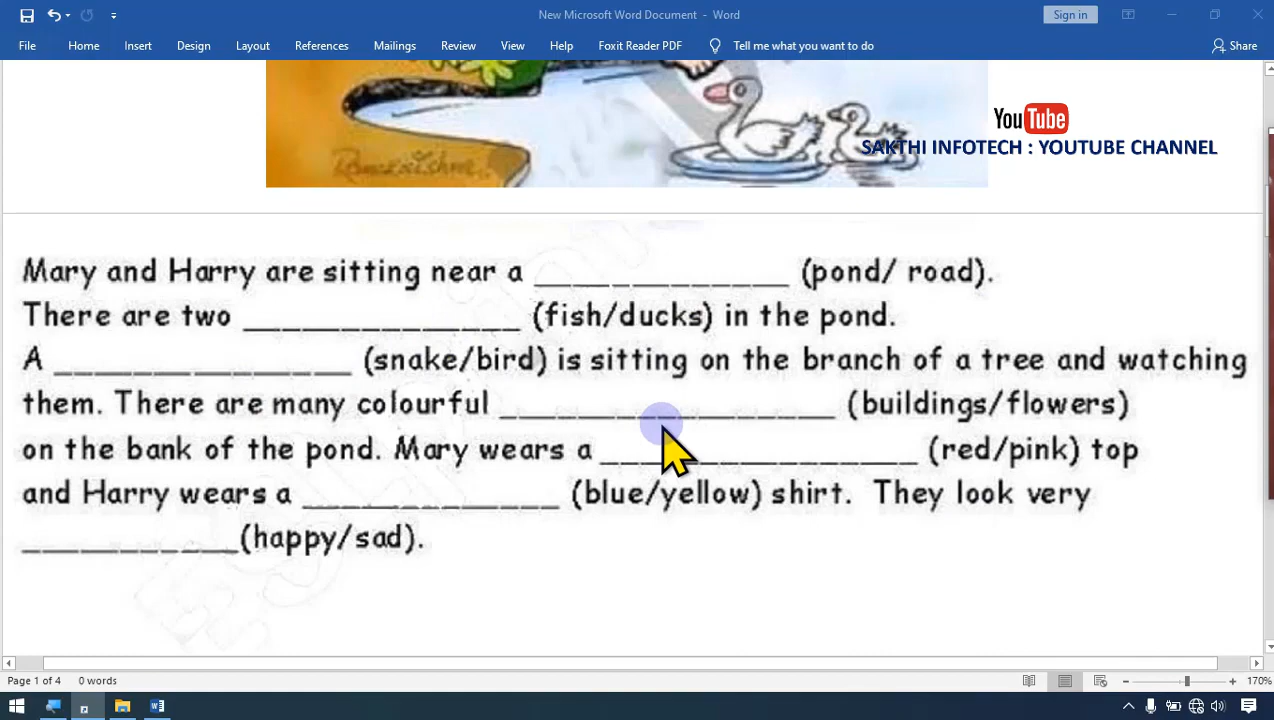 New Microsoft Word Document - Word
Sign in
File Home Insert Design Layout References Mailings Review View Help Foxit Reader PDF Tell me what you want to do Share
YouTube
SAKTHI INFOTECH : YOUTUBE CHANNEL
Mary and Harry are sitting near a _____________ (pond/ road).
There are two ______________ (fish/ducks) in the pond.
A _______________ (snake/bird) is sitting on the branch of a tree and watching
them. There are many colourful _________________ (buildings/flowers)
on the bank of the pond. Mary wears a ________________ (red/pink) top
and Harry wears a _____________ (blue/yellow) shirt. They look very
___________(happy/sad).
Page 1 of 4 0 words 170%